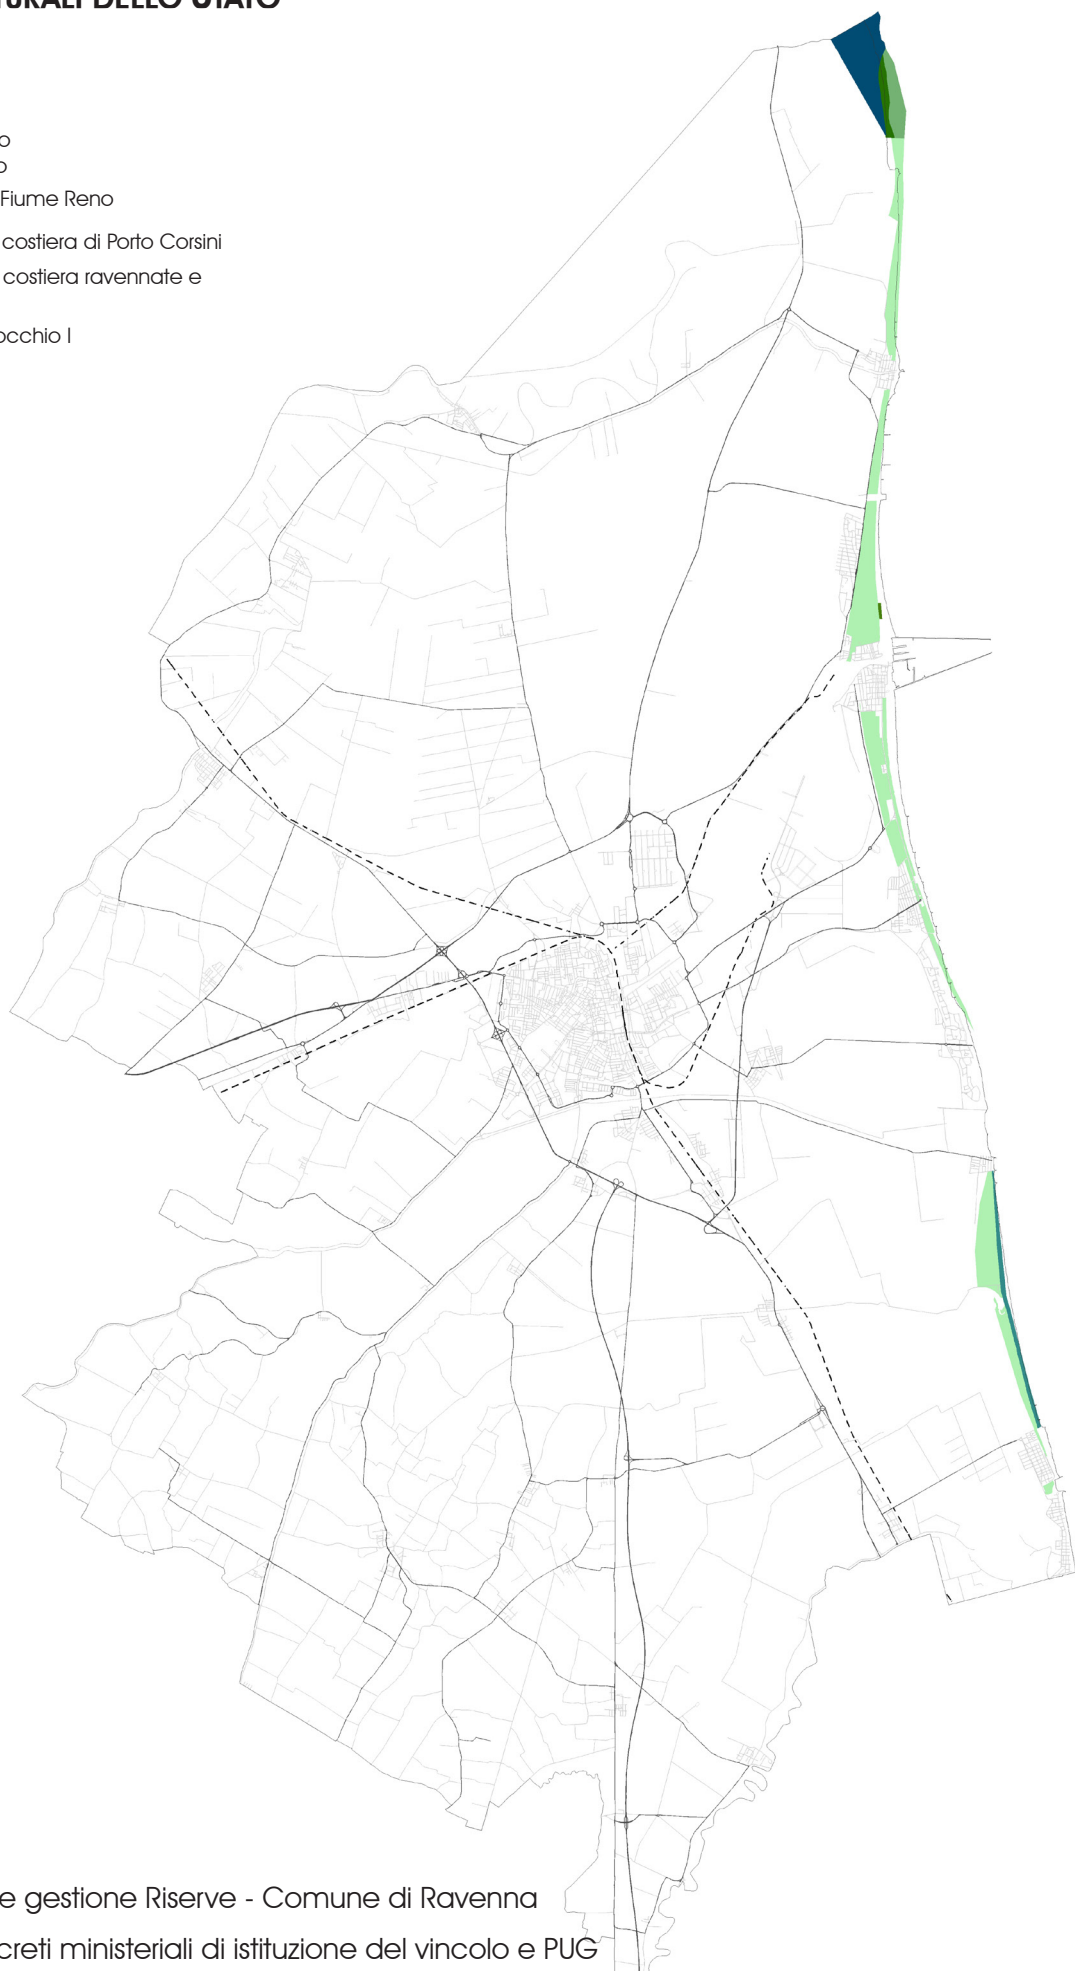 DELLO
o
o
Fiume Reno
costiera di Porto Corsini
costiera ravennate e
occhio I
e gestione Riserve - Comune di Ravenna
creti ministeriali di istituzione del vincolo e PUG